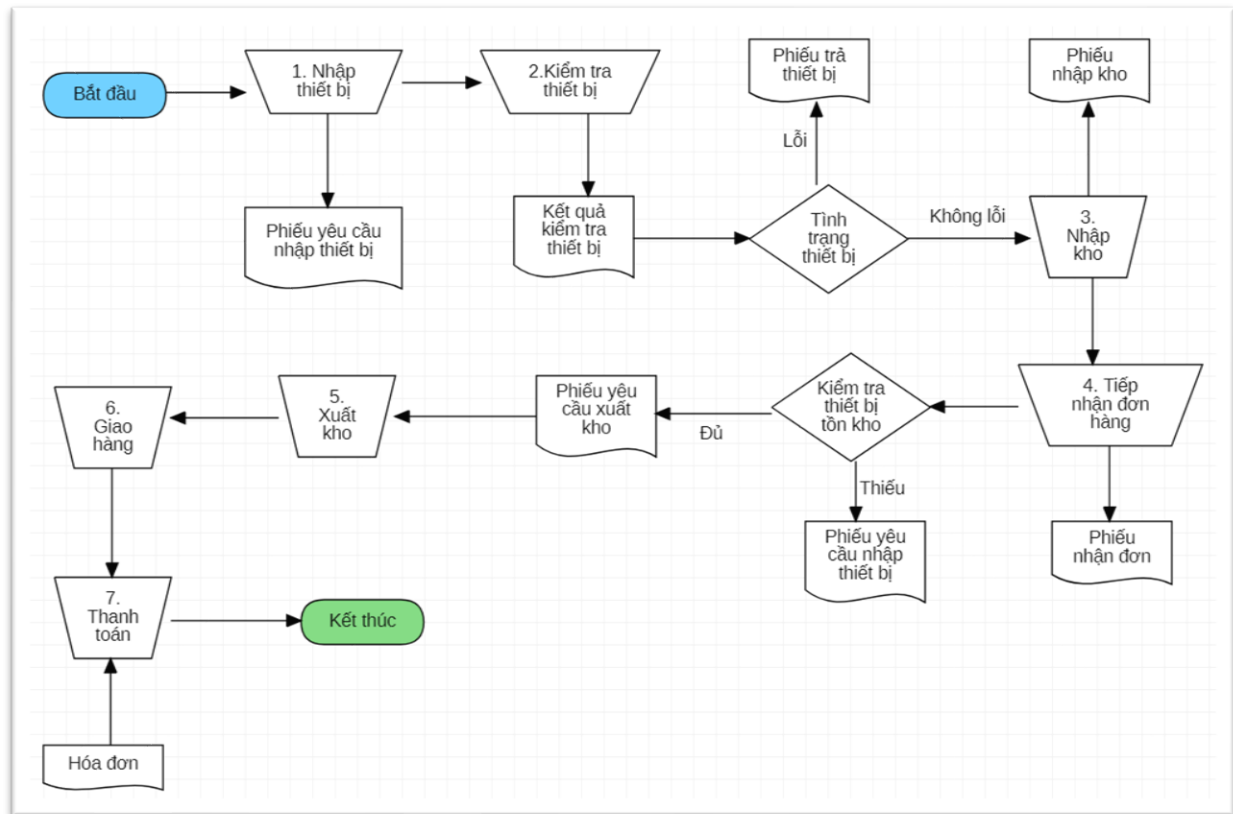 Bắt đầu
1. Nhập
thiết bị
2.Kiểm tra
thiết bị
Phiếu trả
thiết bị
Phiếu
nhập kho
Lỗi
Phiếu yêu cầu
nhập thiết bị
Kết quả
kiểm tra
thiết bị
Tình
trạng
thiết bị
Không lỗi
3.
Nhập
kho
6.
Giao
hàng
5.
Xuất
kho
Phiếu yêu
cầu xuất
kho
Đủ
Kiểm tra
thiết bị
tồn kho
4. Tiếp
nhận đơn
hàng
Thiếu
Phiếu yêu
cầu nhập
thiết bị
Phiếu
nhận đơn
7.
Thanh
toán
Kết thúc
Hóa đơn